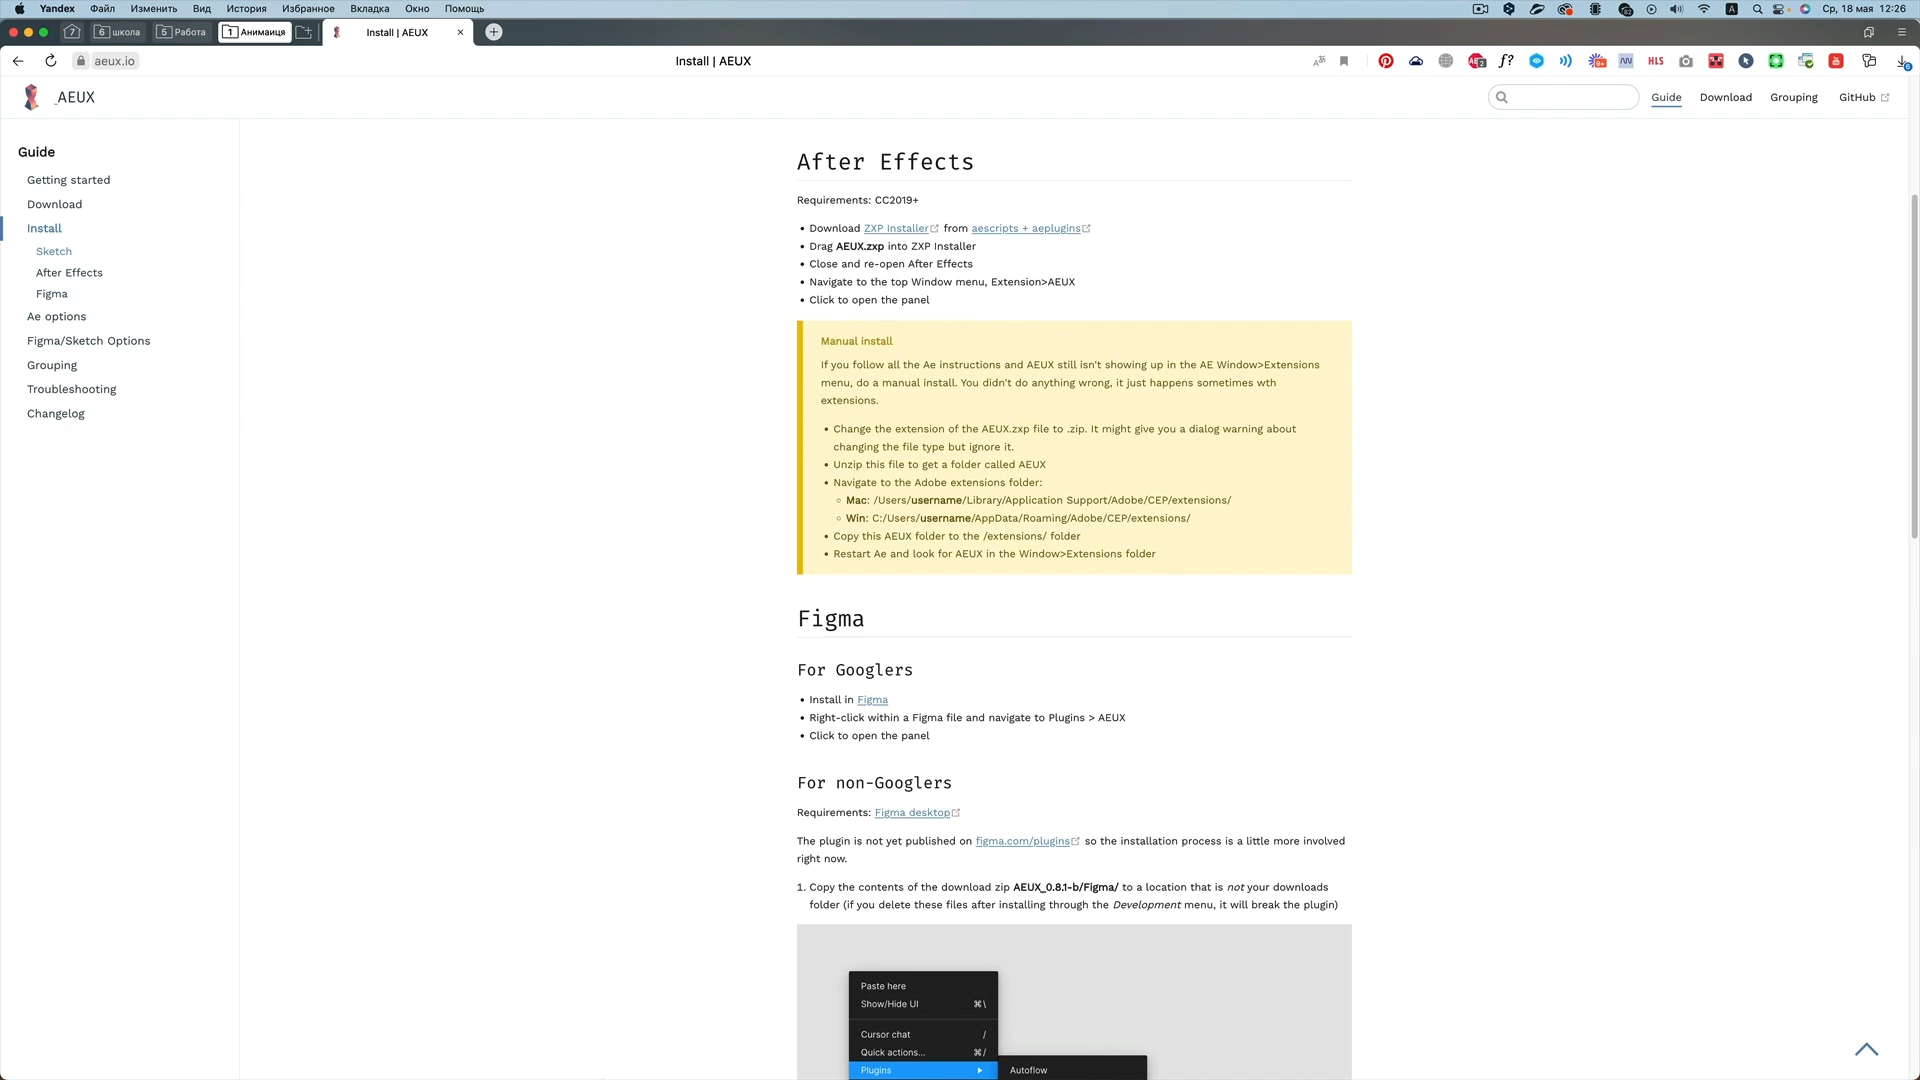 Yandex Файл Изменить Вид История Избранное Вкладка Окно Помощь Ср, 18 мая 12:26
7 6 школа 5 Работа 1 Анимаиця Install | AEUX
aeux.io Install | AEUX HLS
_AEUX Guide Download Grouping GitHub
Guide
Getting started
Download
Install
Sketch
After Effects
Figma
Ae options
Figma/Sketch Options
Grouping
Troubleshooting
Changelog
After Effects
Requirements: CC2019+
• Download ZXP Installer from aescripts + aeplugins
• Drag AEUX.zxp into ZXP Installer
• Close and re-open After Effects
• Navigate to the top Window menu, Extension>AEUX
• Click to open the panel
Manual install
If you follow all the Ae instructions and AEUX still isn't showing up in the AE Window>Extensions
menu, do a manual install. You didn't do anything wrong, it just happens sometimes wth
extensions.
• Change the extension of the AEUX.zxp file to .zip. It might give you a dialog warning about
changing the file type but ignore it.
• Unzip this file to get a folder called AEUX
• Navigate to the Adobe extensions folder:
◦ Mac: /Users/username/Library/Application Support/Adobe/CEP/extensions/
◦ Win: C:/Users/username/AppData/Roaming/Adobe/CEP/extensions/
• Copy this AEUX folder to the /extensions/ folder
• Restart Ae and look for AEUX in the Window>Extensions folder
Figma
For Googlers
• Install in Figma
• Right-click within a Figma file and navigate to Plugins > AEUX
• Click to open the panel
For non-Googlers
Requirements: Figma desktop
The plugin is not yet published on figma.com/plugins so the installation process is a little more involved
right now.
1. Copy the contents of the download zip AEUX_0.8.1-b/Figma/ to a location that is not your downloads
folder (if you delete these files after installing through the Development menu, it will break the plugin)
Paste here
Show/Hide UI ⌘\
Cursor chat /
Quick actions... ⌘/
Plugins
Autoflow